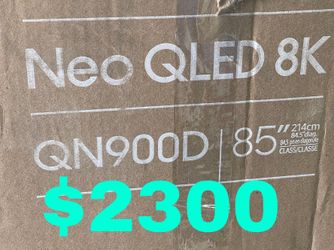 Neo QLED 8K
QN900D 85"
214cm
84.5" diag.
CLASS/CLASSE
$2300